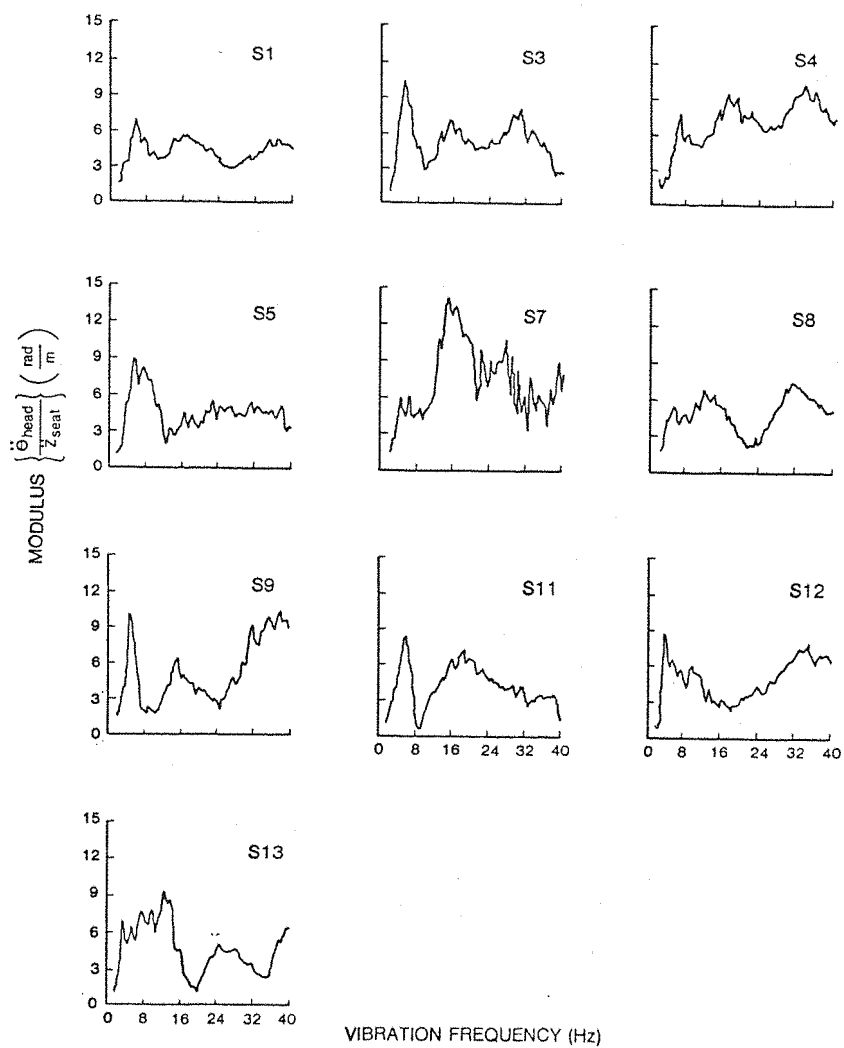 15
12
9
6
3
0
S1
S3
S4
15
12
9
6
3
0
S5
S7
S8
MODULUS { Θ̈head / Z̈seat } ( rad / m )
15
12
9
6
3
0
S9
S11
S12
0 8 16 24 32 40
0 8 16 24 32 40
15
12
9
6
3
0
S13
0 8 16 24 32 40
VIBRATION FREQUENCY (Hz)